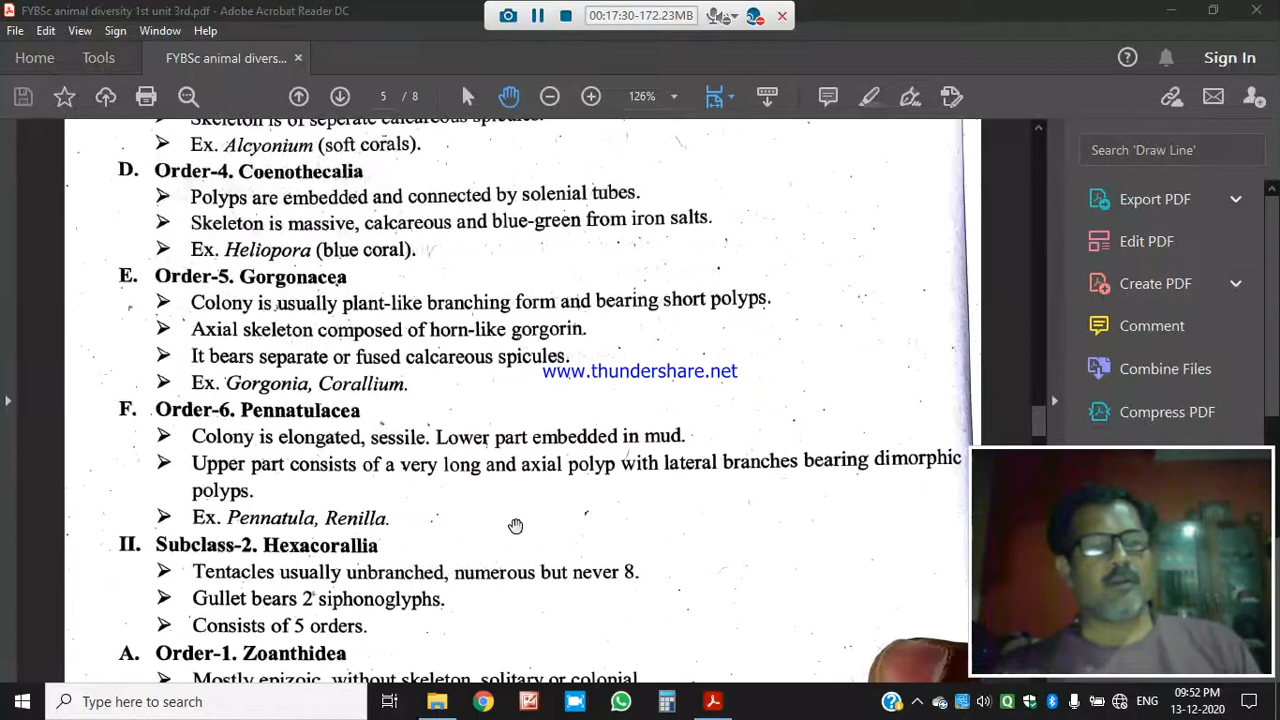 FYBSc animal diversity 1st unit 3rd.pdf - Adobe Acrobat Reader DC
00:17:30-172.23MB
File Edit View Sign Window Help
Home Tools FYBSc animal divers...
Sign In
5 / 8 126%
Ex. Alcyonium (soft corals).
D. Order-4. Coenothecalia
Polyps are embedded and connected by solenial tubes.
Skeleton is massive, calcareous and blue-green from iron salts.
Ex. Heliopora (blue coral).
E. Order-5. Gorgonacea
Colony is usually plant-like branching form and bearing short polyps.
Axial skeleton composed of horn-like gorgorin.
It bears separate or fused calcareous spicules.
www.thundershare.net
Ex. Gorgonia, Corallium.
F. Order-6. Pennatulacea
Colony is elongated, sessile. Lower part embedded in mud.
Upper part consists of a very long and axial polyp with lateral branches bearing dimorphic
polyps.
Ex. Pennatula, Renilla.
II. Subclass-2. Hexacorallia
Tentacles usually unbranched, numerous but never 8.
Gullet bears 2 siphonoglyphs.
Consists of 5 orders.
A. Order-1. Zoanthidea
Mostly epizoic, without skeleton, solitary or colonial
Search 'Draw Line'
Export PDF
Edit PDF
Create PDF
Comment
Combine Files
Compress PDF
Type here to search
ENG
09:52 PM
13-12-2020